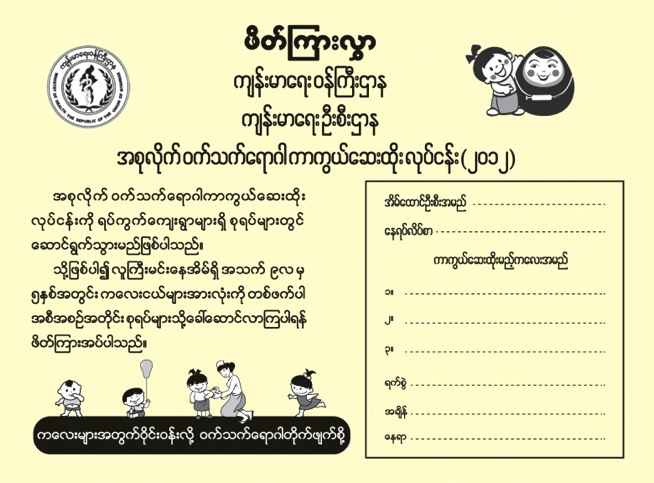 ဖိတ်ကြားလွှာ
ကျန်းမာရေးဝန်ကြီးဌာန
ကျန်းမာရေးဦးစီးဌာန
အစုလိုက် ဝက်သက်ရောဂါကာကွယ်ဆေးထိုးလုပ်ငန်း (၂၀၁၂)
အစုလိုက် ဝက်သက်ရောဂါကာကွယ်ဆေးထိုး
လုပ်ငန်းကို ရပ်ကွက်ကျေးရွာများရှိ စုရပ်များတွင်
ဆောင်ရွက်သွားမည်ဖြစ်ပါသည်။
သို့ဖြစ်ပါ၍ လူကြီးမင်းနေအိမ်ရှိ အသက် ၉လ မှ
၅နှစ်အတွင်း ကလေးငယ်များအားလုံးကို တစ်ဖက်ပါ
အစီအစဉ်အတိုင်း စုရပ်များသို့ခေါ်ဆောင်လာကြပါရန်
ဖိတ်ကြားအပ်ပါသည်။
ကလေးများအတွက်ဝိုင်းဝန်းလို့ ဝက်သက်ရောဂါတိုက်ဖျက်စို့
အိမ်ထောင်ဦးစီးအမည်
နေရပ်လိပ်စာ
ကာကွယ်ဆေးထိုးမည့်ကလေးအမည်
၁။
၂။
၃။
ရက်စွဲ
အချိန်
နေရာ